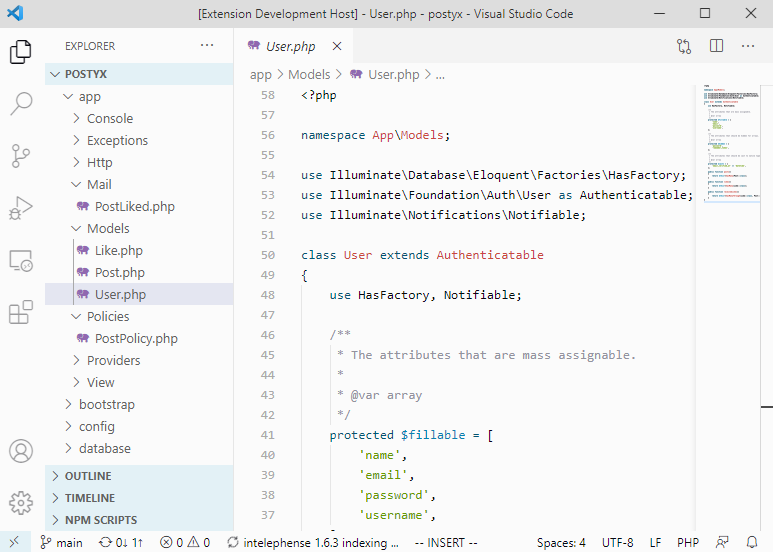 [Extension Development Host] - User.php - postyx - Visual Studio Code
EXPLORER
POSTYX
app
Console
Exceptions
Http
Mail
PostLiked.php
Models
Like.php
Post.php
User.php
Policies
PostPolicy.php
Providers
View
bootstrap
config
database
OUTLINE
TIMELINE
NPM SCRIPTS
User.php
app > Models > User.php > ...
58 <?php
57
56 namespace App\Models;
55
54 use Illuminate\Database\Eloquent\Factories\HasFactory;
53 use Illuminate\Foundation\Auth\User as Authenticatable;
52 use Illuminate\Notifications\Notifiable;
51
50 class User extends Authenticatable
49 {
48 use HasFactory, Notifiable;
47
46 /**
45 * The attributes that are mass assignable.
44 *
43 * @var array
42 */
41 protected $fillable = [
40 'name',
39 'email',
38 'password',
37 'username',
main 0↓ 1↑ 0 0 intelephense 1.6.3 indexing ... -- INSERT -- Spaces: 4 UTF-8 LF PHP